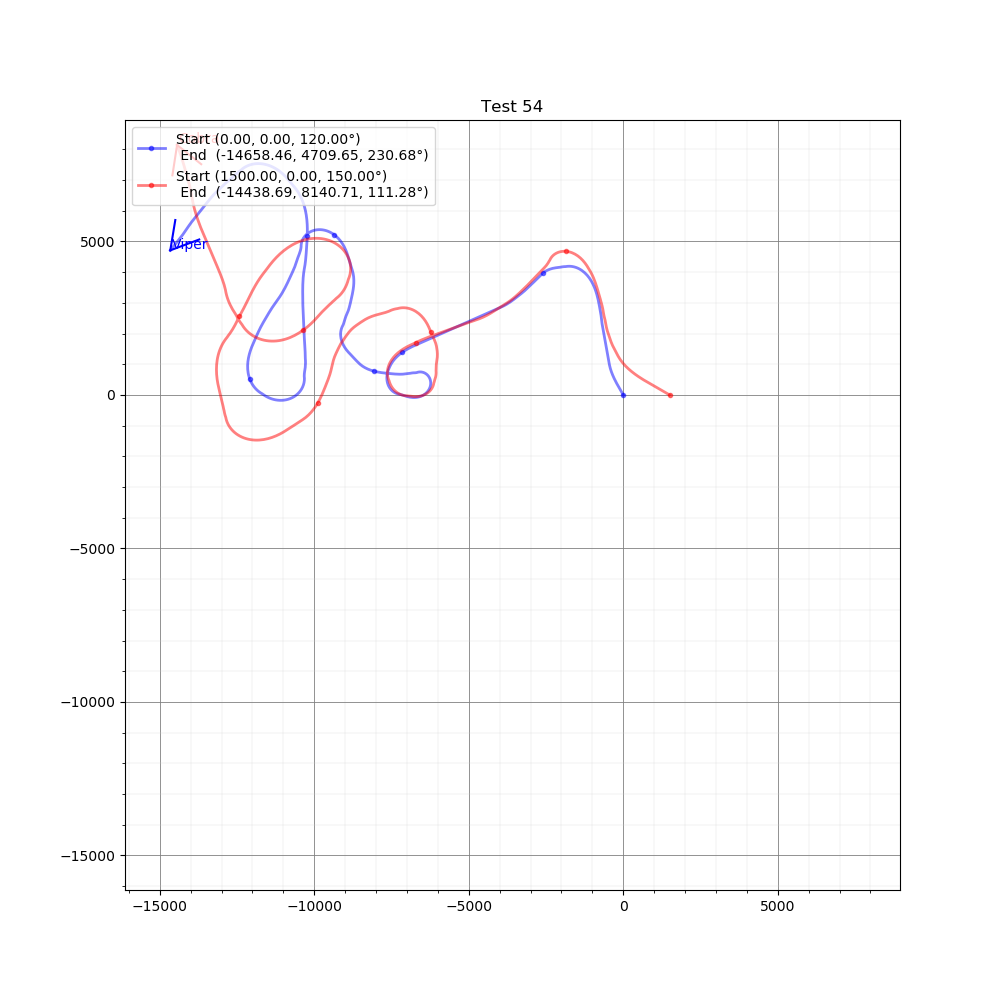 Test 54
Start (0.00, 0.00, 120.00°)
End (-14658.46, 4709.65, 230.68°)
Start (1500.00, 0.00, 150.00°)
End (-14438.69, 8140.71, 111.28°)
Viper
5000
0
−5000
−10000
−15000
−15000
−10000
−5000
0
5000